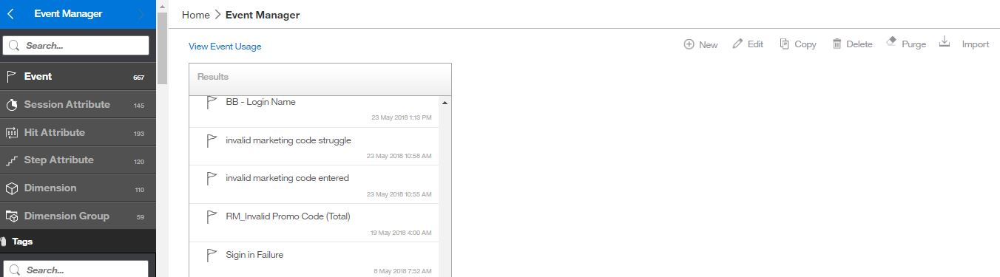 Event Manager
Search...
Event 667
Session Attribute 145
Hit Attribute 193
Step Attribute 120
Dimension 110
Dimension Group 59
Tags
Search...
Home > Event Manager
View Event Usage
New Edit Copy Delete Purge Import
Results
BB - Login Name
23 May 2018 1:13 PM
invalid marketing code struggle
23 May 2018 10:58 AM
invalid marketing code entered
23 May 2018 10:55 AM
RM_Invalid Promo Code (Total)
19 May 2018 4:00 AM
Sigin in Failure
8 May 2018 7:52 AM